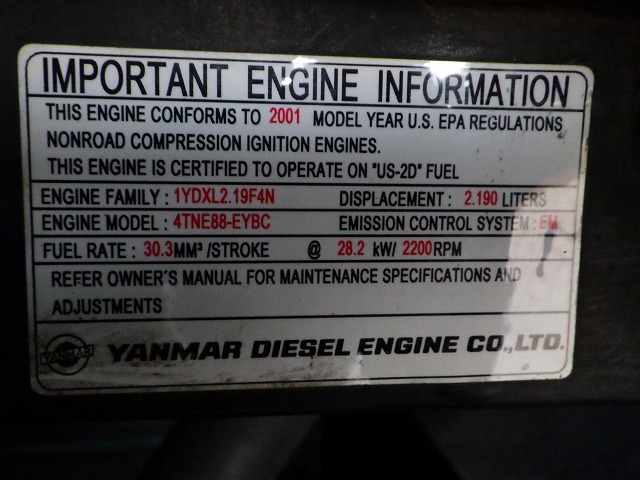 IMPORTANT ENGINE INFORMATION
THIS ENGINE CONFORMS TO 2001 MODEL YEAR U.S. EPA REGULATIONS
NONROAD COMPRESSION IGNITION ENGINES.
THIS ENGINE IS CERTIFIED TO OPERATE ON "US-2D" FUEL
ENGINE FAMILY : 1YDXL2.19F4N DISPLACEMENT : 2.190 LITERS
ENGINE MODEL : 4TNE88-EYBC EMISSION CONTROL SYSTEM : EM
FUEL RATE : 30.3MM³ /STROKE @ 28.2 kW/ 2200RPM
REFER OWNER'S MANUAL FOR MAINTENANCE SPECIFICATIONS AND
ADJUSTMENTS
YANMAR YANMAR DIESEL ENGINE CO.,LTD.